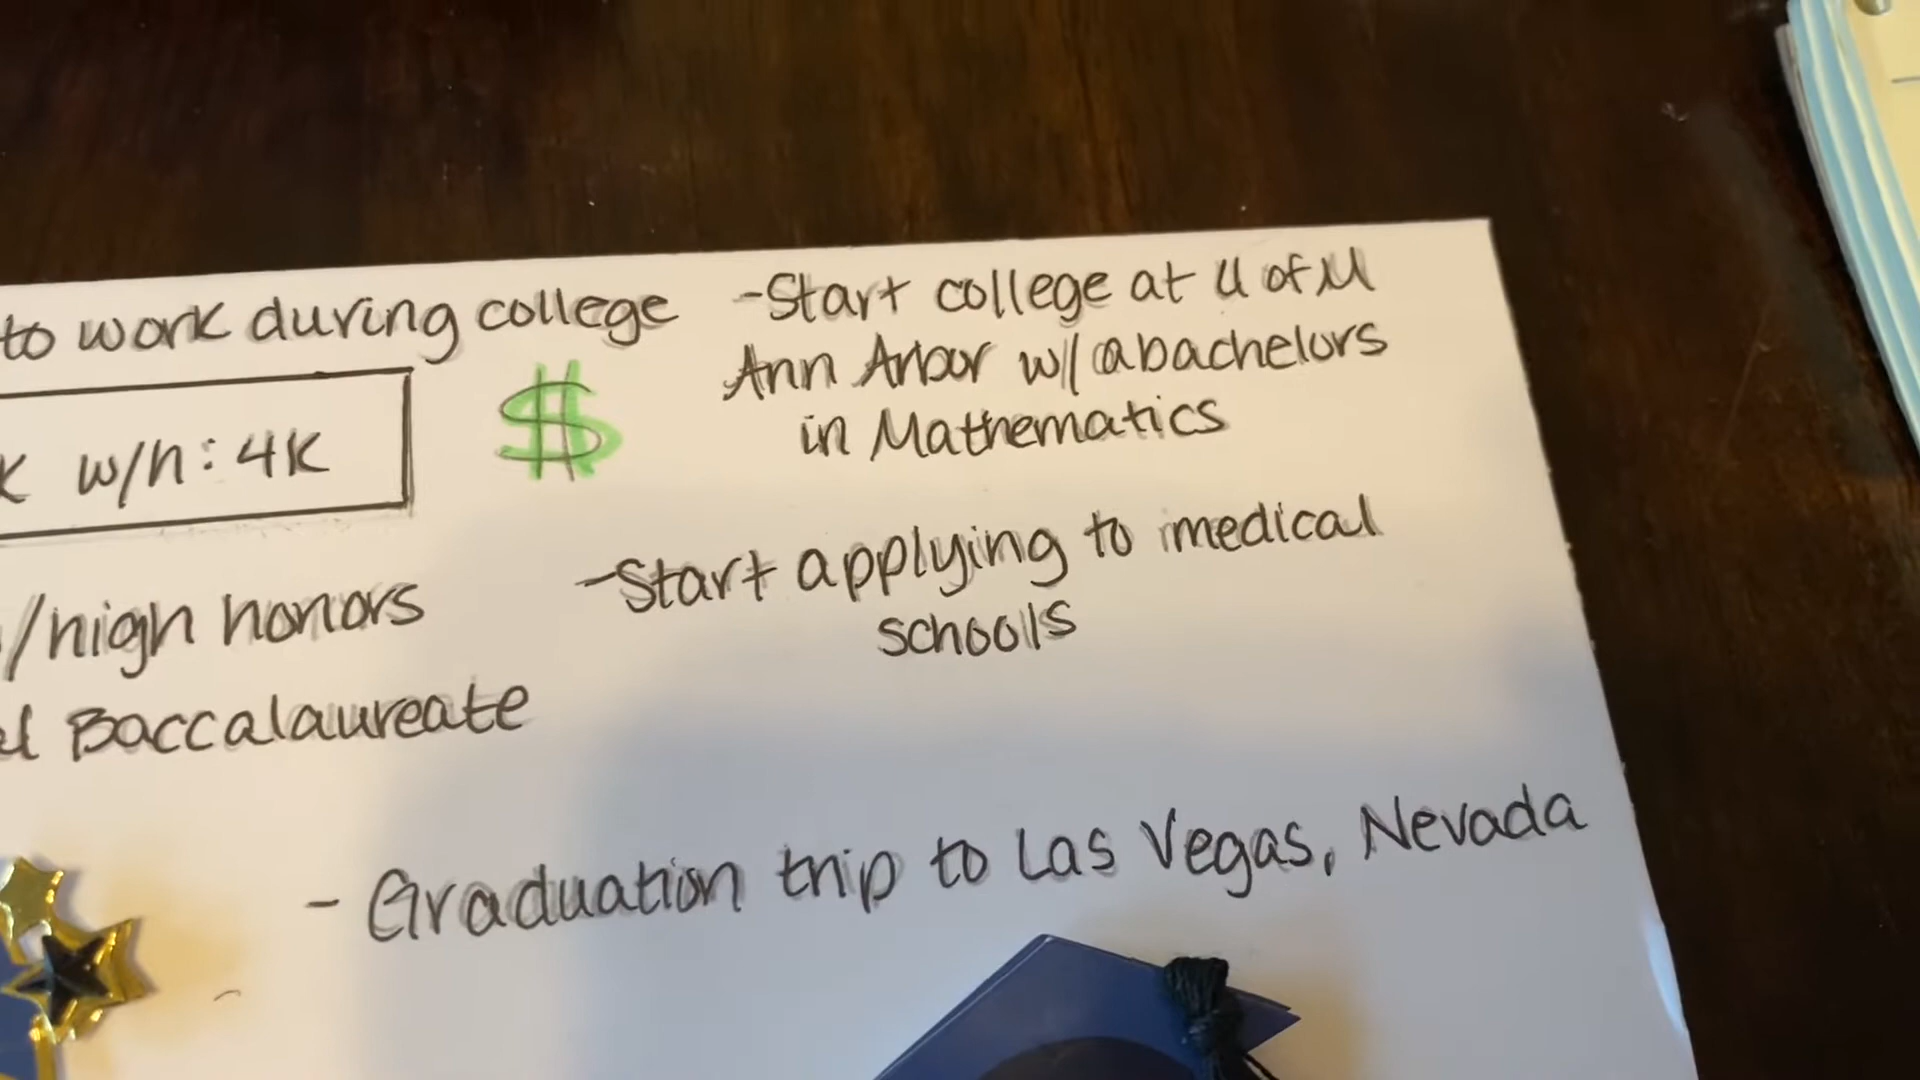 to work during college
-Start college at U of M
Ann Arbor w/ a bachelors
in Mathematics
$
K w/h: 4K
-Start applying to medical
schools
/high honors
Baccalaureate
- Graduation trip to Las Vegas, Nevada